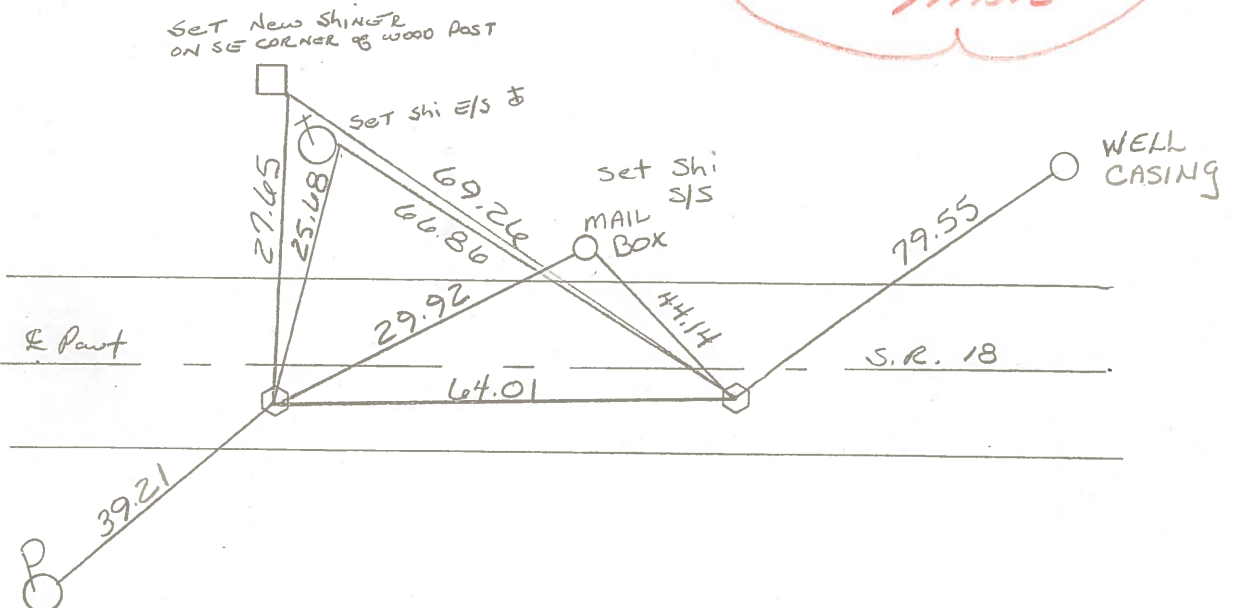 SET New SHINER
ON SE CORNER of WOOD POST
SET Shi E/S
27.65
25.68
69.26
66.86
Set Shi
S/S
MAIL
BOX
WELL
CASING
79.55
29.92
44.14
℄ Pavt
S.R. 18
64.01
39.21
P